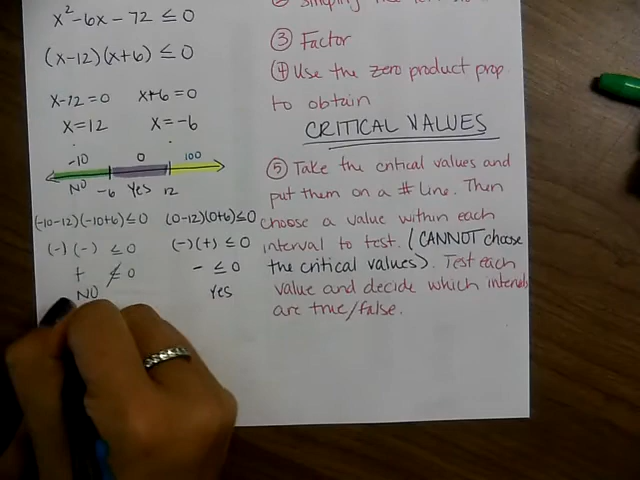 x² -6x - 72 ≤ 0
(x-12)(x+6) ≤ 0
x-12=0 x+6=0
x=12 x=-6
-10 0 100
NO -6 Yes 12
(-10-12)(-10+6) ≤ 0 (0-12)(0+6) ≤ 0
(-)(-) ≤ 0 (-)(+) ≤ 0
+ ≰ 0 - ≤ 0
NO Yes
③ Factor
④ Use the zero product prop.
to obtain
CRITICAL VALUES
⑤ Take the critical values and
put them on a # line. Then
choose a value within each
interval to test. (CANNOT choose
the critical values). Test each
value and decide which intervals
are true/false.